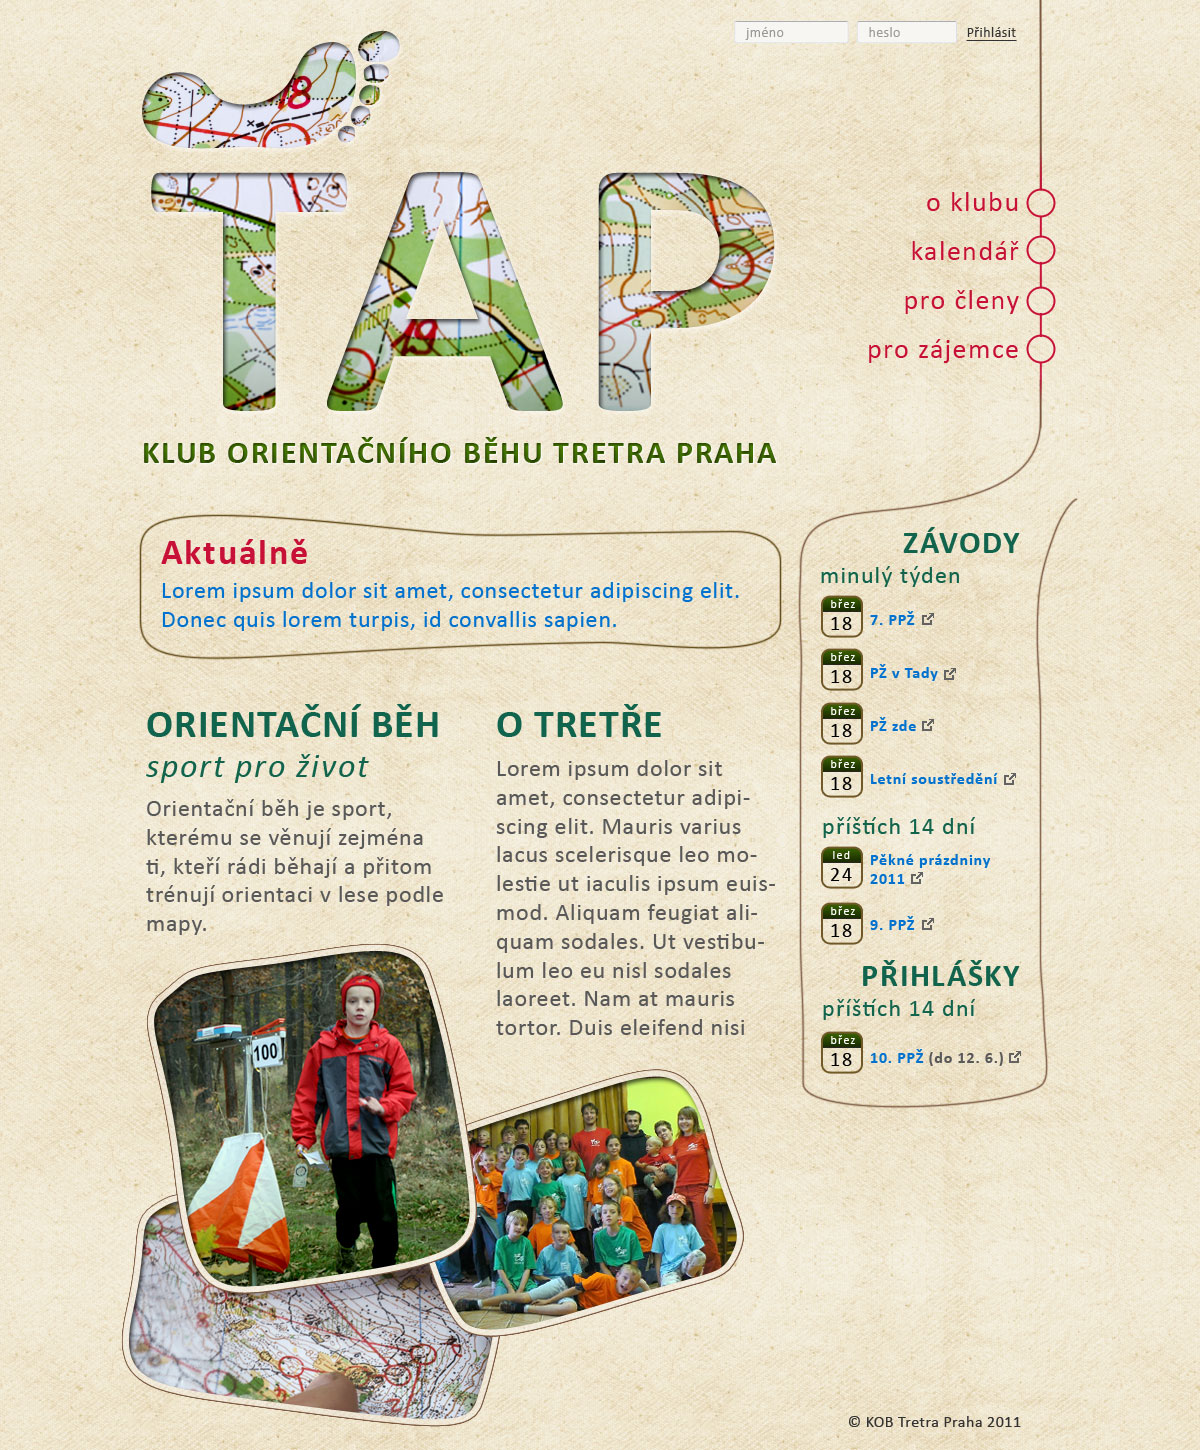 jméno
heslo
Přihlásit
18
TAP
19
o klubu
kalendář
pro členy
pro zájemce
KLUB ORIENTAČNÍHO BĚHU TRETRA PRAHA
Aktuálně
Lorem ipsum dolor sit amet, consectetur adipiscing elit.
Donec quis lorem turpis, id convallis sapien.
ORIENTAČNÍ BĚH
sport pro život
Orientační běh je sport,
kterému se věnují zejména
ti, kteří rádi běhají a přitom
trénují orientaci v lese podle
mapy.
100
O TRETŘE
Lorem ipsum dolor sit
amet, consectetur adipi-
scing elit. Mauris varius
lacus scelerisque leo mo-
lestie ut iaculis ipsum euis-
mod. Aliquam feugiat ali-
quam sodales. Ut vestibu-
lum leo eu nisl sodales
laoreet. Nam at mauris
tortor. Duis eleifend nisi
ZÁVODY
minulý týden
břez
18 7. PPŽ
břez
18 PŽ v Tady
břez
18 PŽ zde
břez
18 Letní soustředění
příštích 14 dní
led
24 Pěkné prázdniny
2011
břez
18 9. PPŽ
PŘIHLÁŠKY
příštích 14 dní
břez
18 10. PPŽ (do 12. 6.)
© KOB Tretra Praha 2011